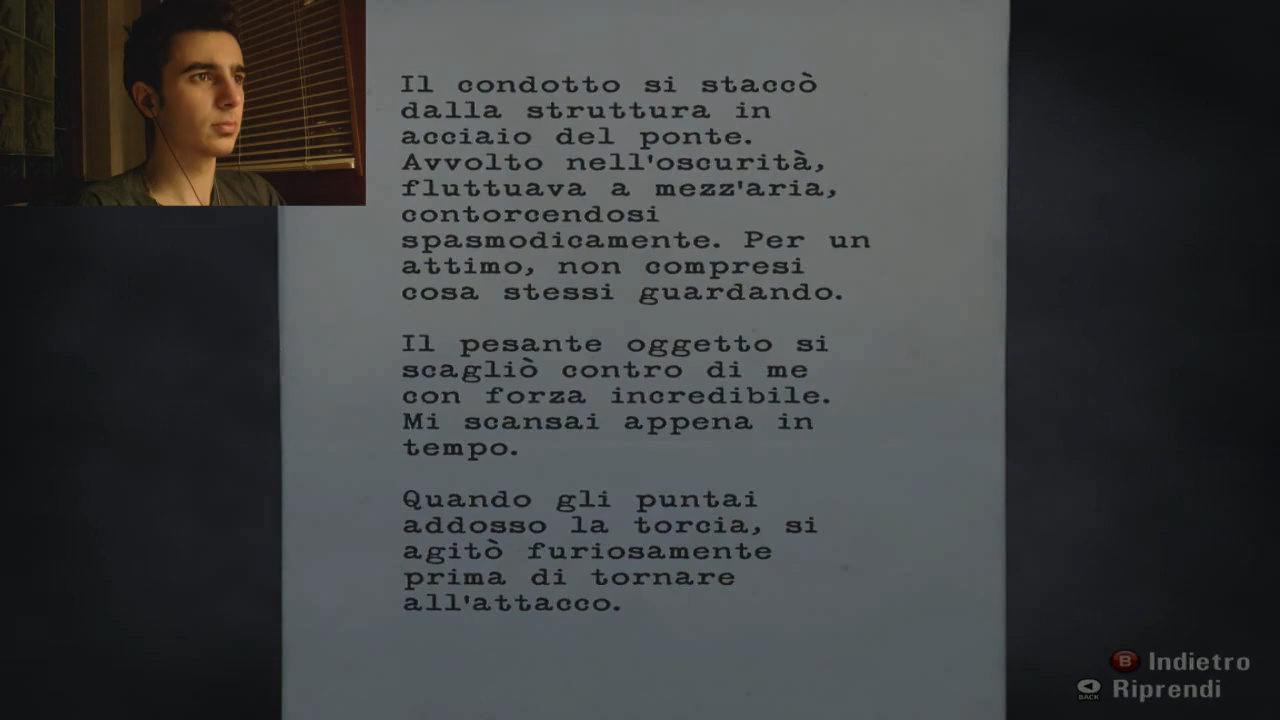 Il condotto si staccò
dalla struttura in
acciaio del ponte.
Avvolto nell'oscurità,
fluttuava a mezz'aria,
contorcendosi
spasmodicamente. Per un
attimo, non compresi
cosa stessi guardando.
Il pesante oggetto si
scagliò contro di me
con forza incredibile.
Mi scansai appena in
tempo.
Quando gli puntai
addosso la torcia, si
agitò furiosamente
prima di tornare
all'attacco.
B Indietro
BACK Riprendi